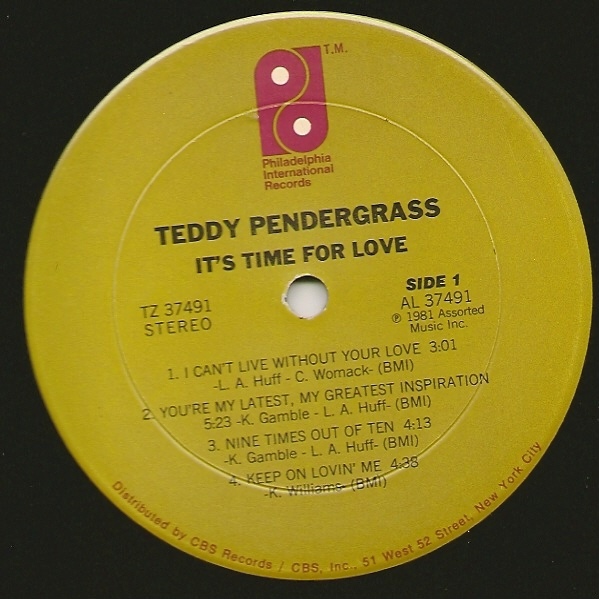 T.M.
Philadelphia
International
Records
TEDDY PENDERGRASS
IT'S TIME FOR LOVE
TZ 37491
STEREO
SIDE 1
AL 37491
℗ 1981 Assorted
Music Inc.
1. I CAN'T LIVE WITHOUT YOUR LOVE 3:01
-L. A. Huff - C. Womack- (BMI)
2. YOU'RE MY LATEST, MY GREATEST INSPIRATION
5:23 -K. Gamble - L. A. Huff- (BMI)
3. NINE TIMES OUT OF TEN 4:13
-K. Gamble - L. A. Huff- (BMI)
4. KEEP ON LOVIN' ME 4:38
-K. Williams- (BMI)
Distributed by CBS Records / CBS, Inc., 51 West 52 Street, New York City